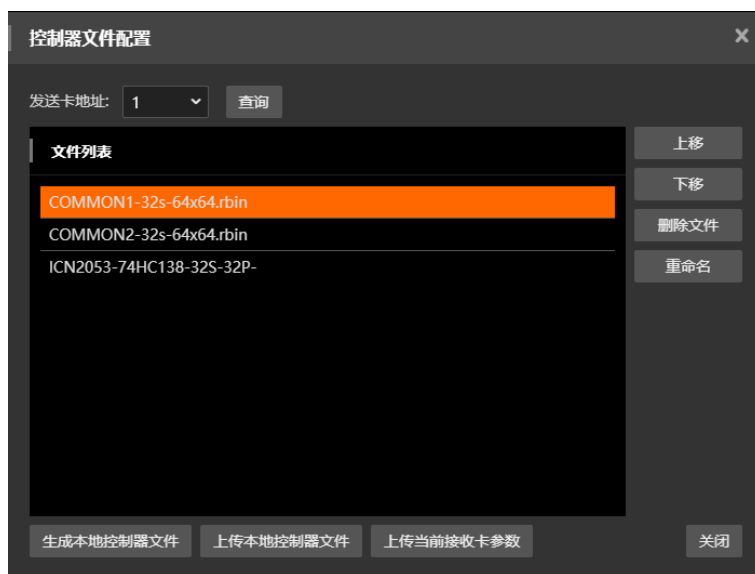 控制器文件配置 ×
发送卡地址: 1 查询
文件列表 上移
下移
COMMON1-32s-64x64.rbin
删除文件
COMMON2-32s-64x64.rbin
ICN2053-74HC138-32S-32P- 重命名
生成本地控制器文件 上传本地控制器文件 上传当前接收卡参数 关闭